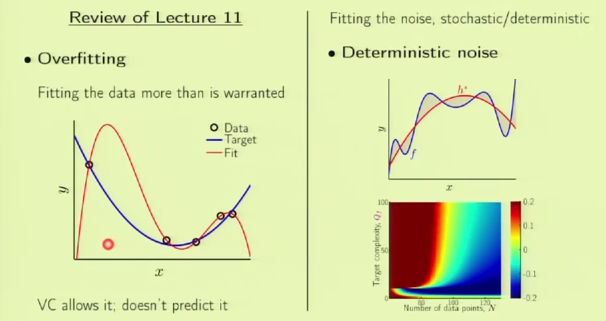 Review of Lecture 11
• Overfitting
Fitting the data more than is warranted
Data
Target
Fit
y
x
VC allows it; doesn't predict it
Fitting the noise, stochastic/deterministic
• Deterministic noise
h*
y
f
x
100
50
0
Target complexity, Q_f
80
120
Number of data points, N
0.2
0.1
0
-0.1
-0.2